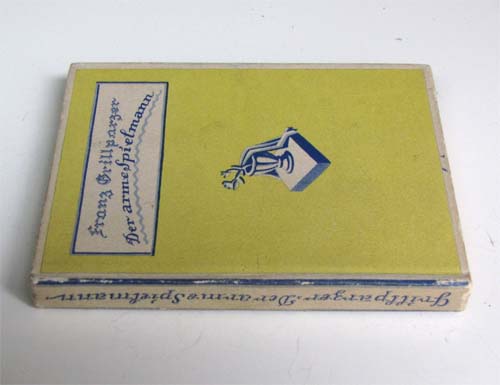 Franz Grillparzer
Der arme Spielmann
Grillparzer. Der arme Spielmann